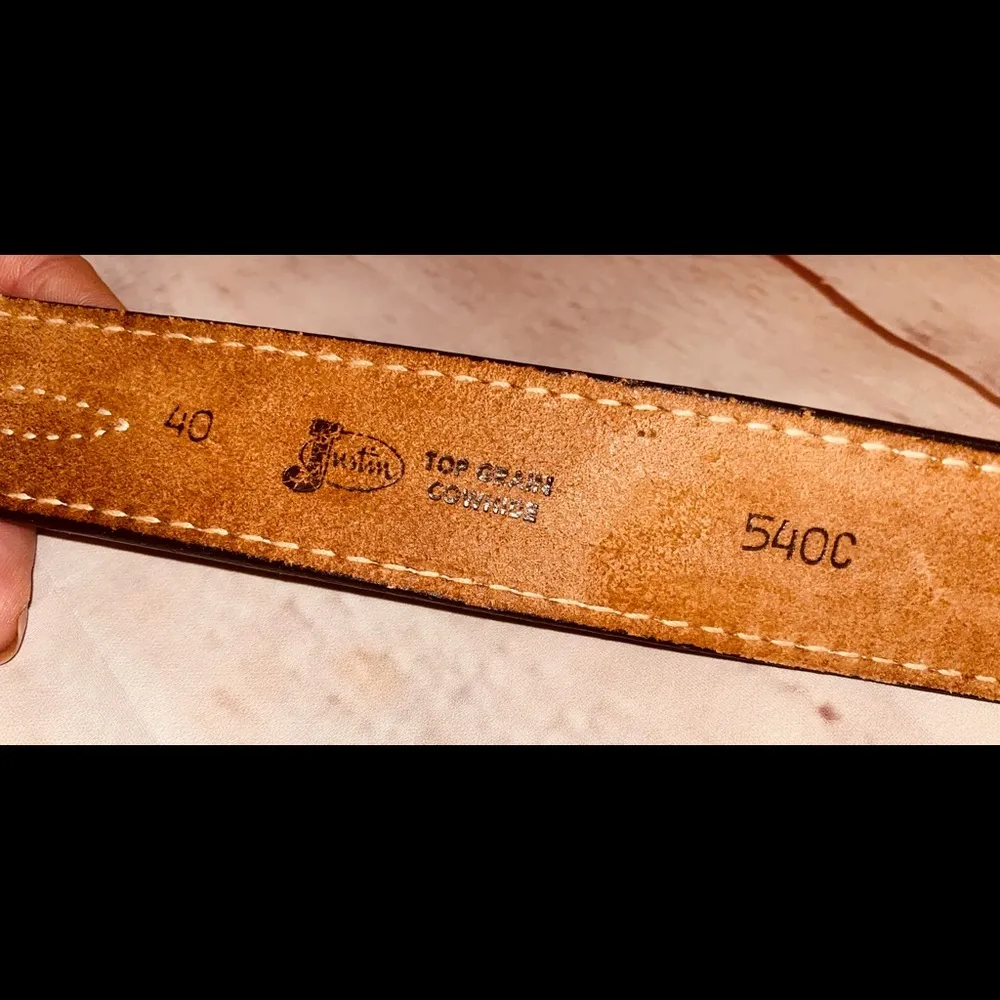 40
Justin
TOP GRAIN
COWHIDE
540C